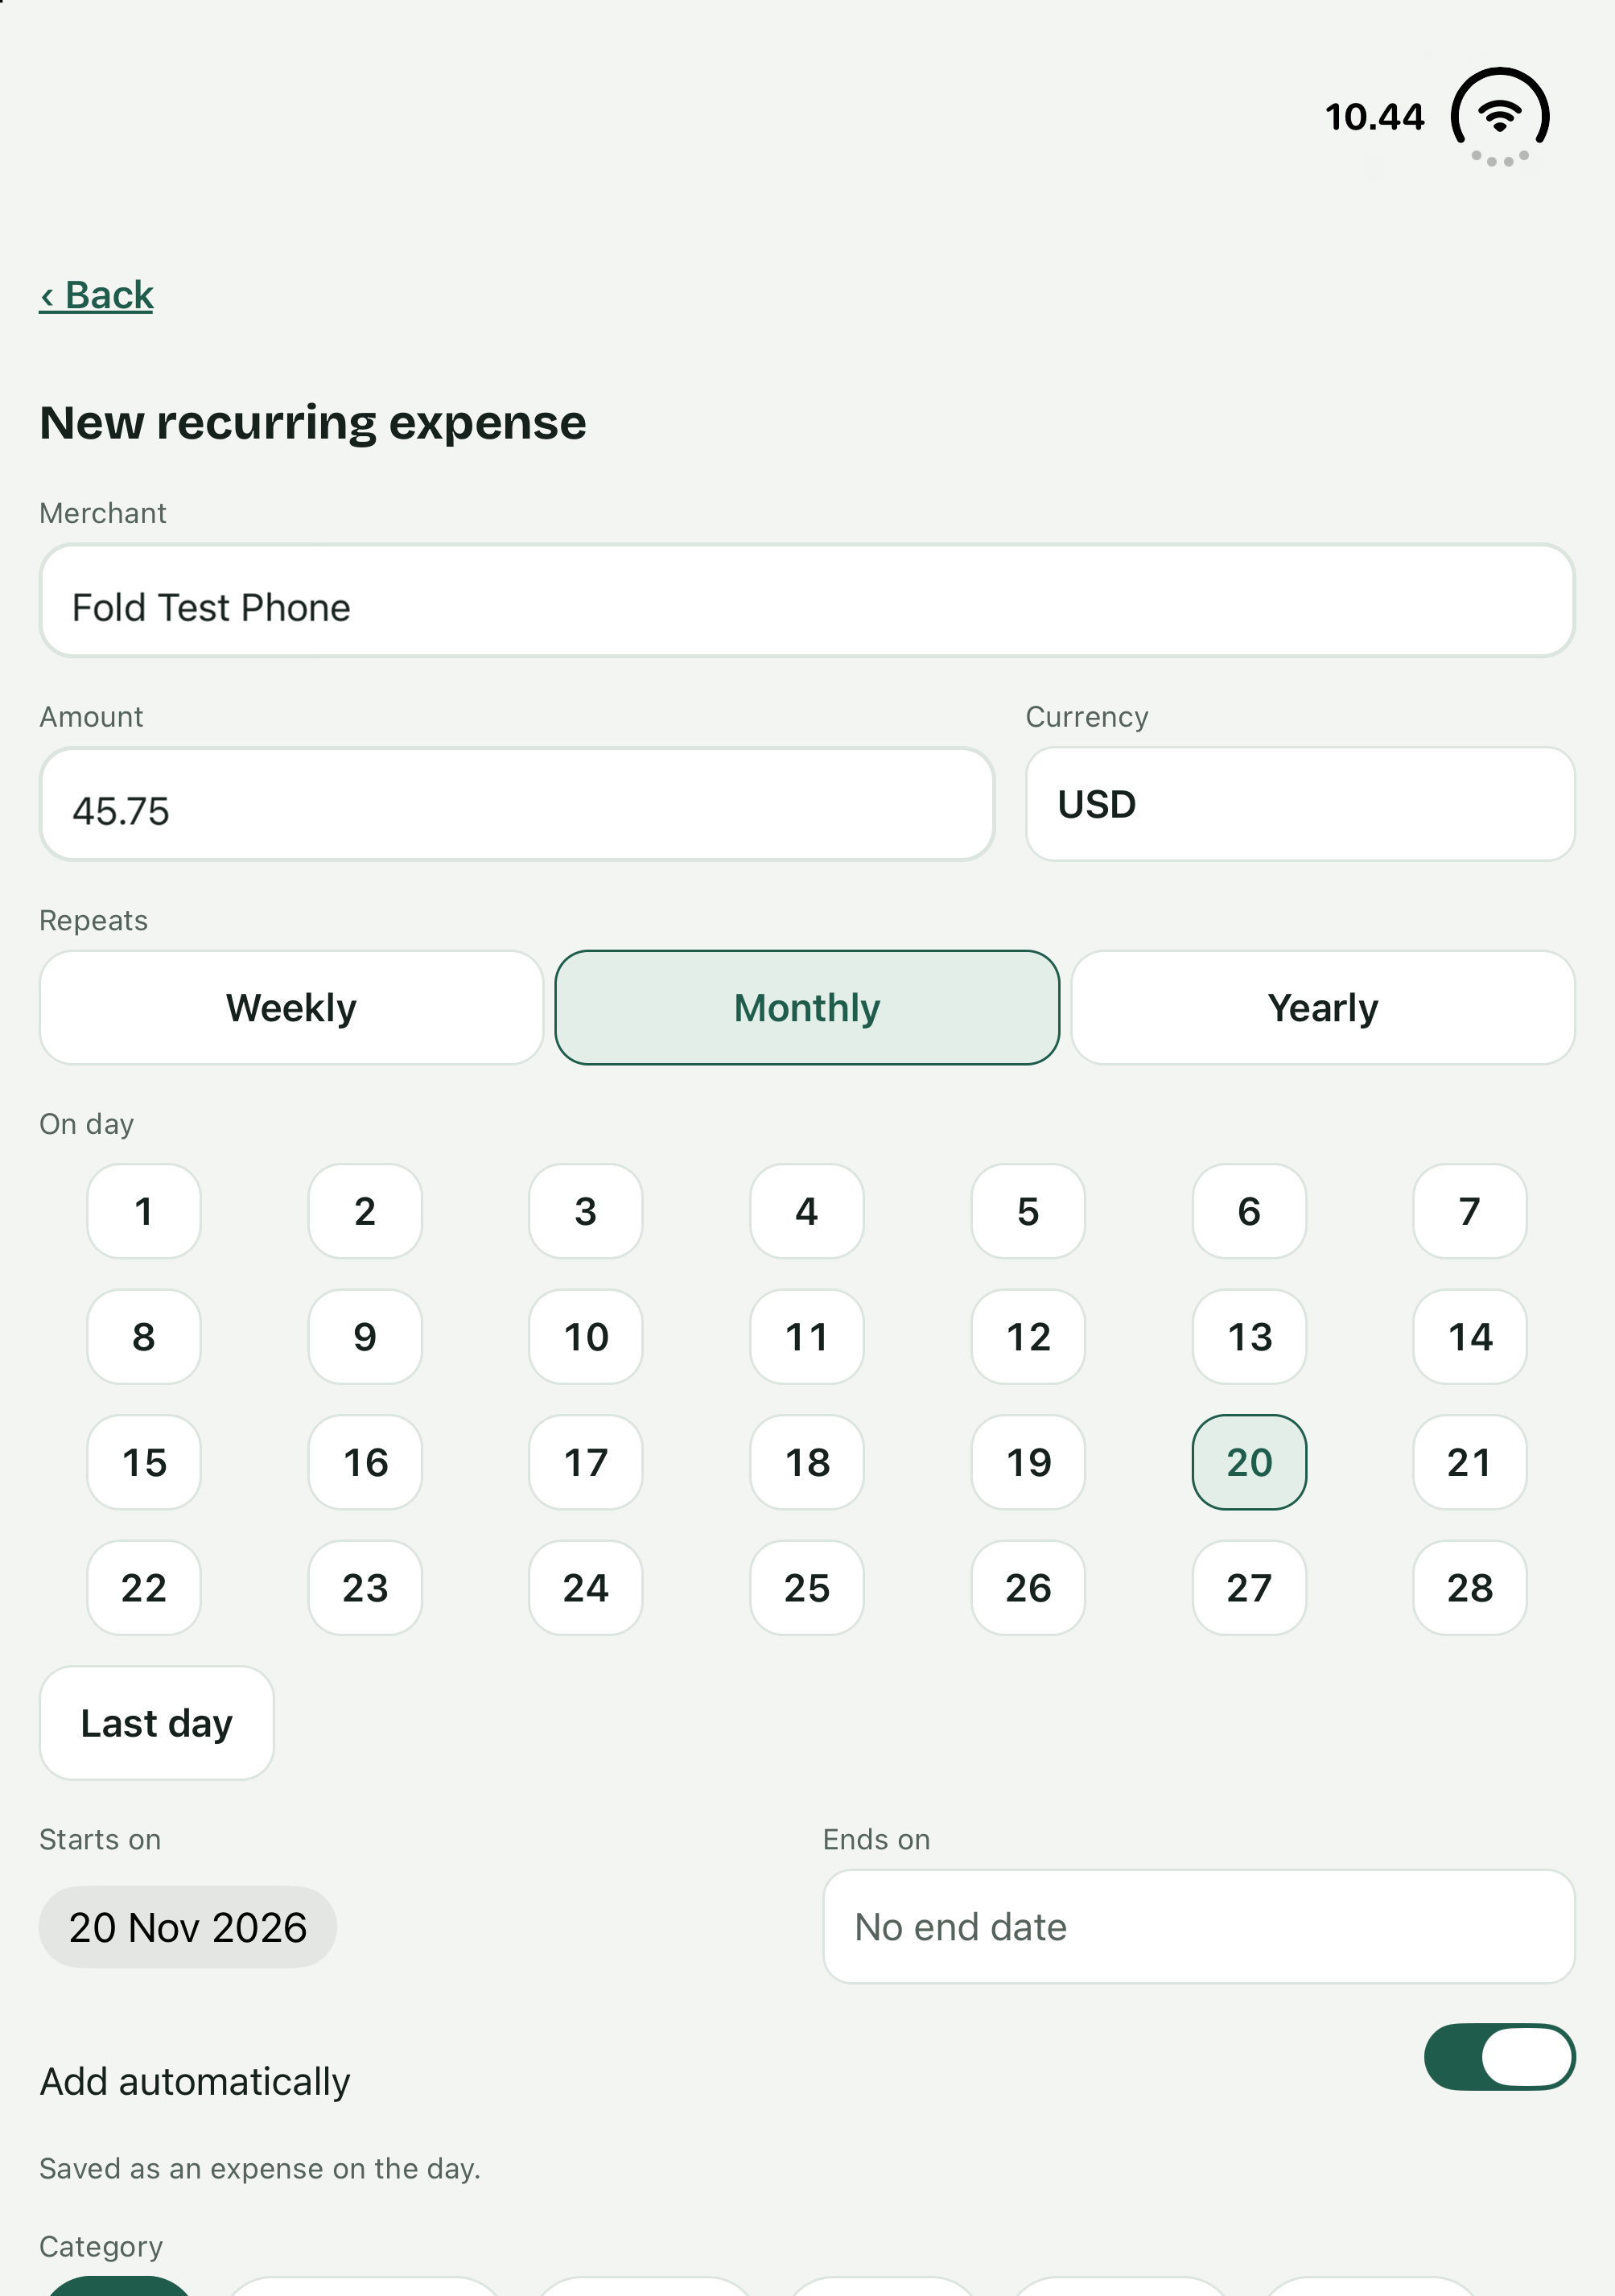 10.44
‹ Back
New recurring expense
Merchant
Fold Test Phone
Amount Currency
45.75 USD
Repeats
Weekly Monthly Yearly
On day
1 2 3 4 5 6 7
8 9 10 11 12 13 14
15 16 17 18 19 20 21
22 23 24 25 26 27 28
Last day
Starts on Ends on
20 Nov 2026 No end date
Add automatically
Saved as an expense on the day.
Category